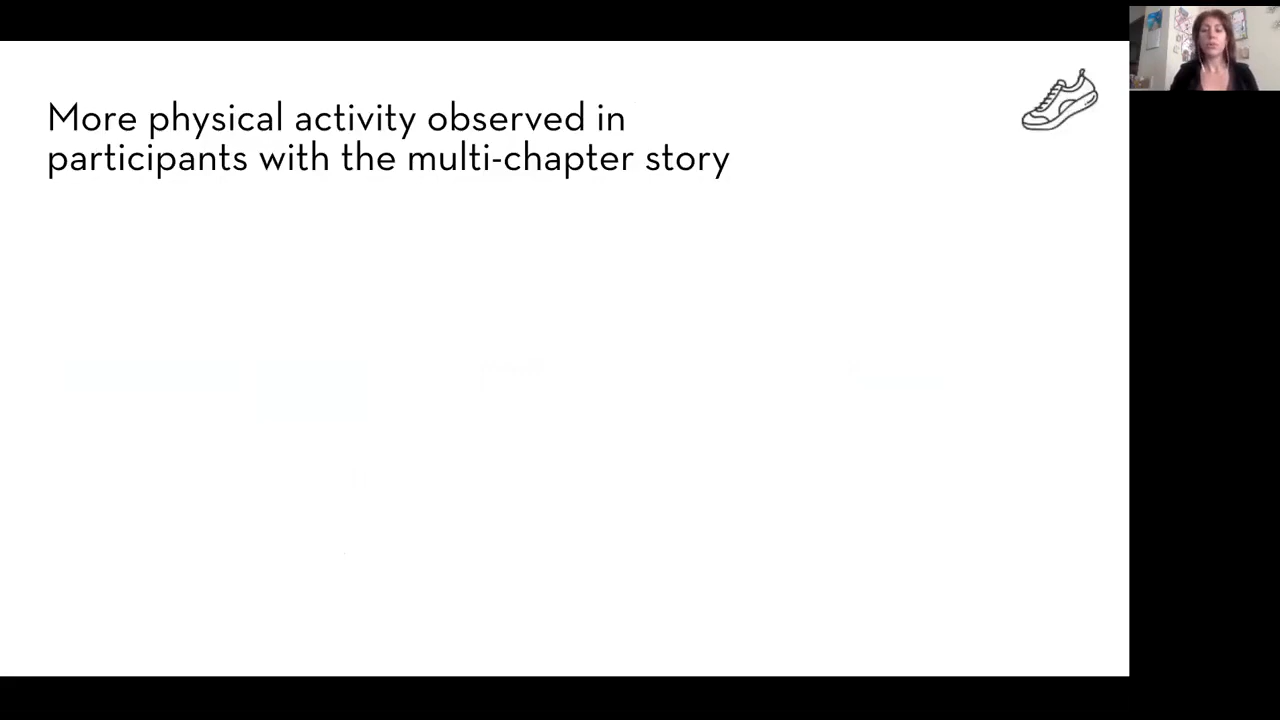 More physical activity observed in
participants with the multi-chapter story